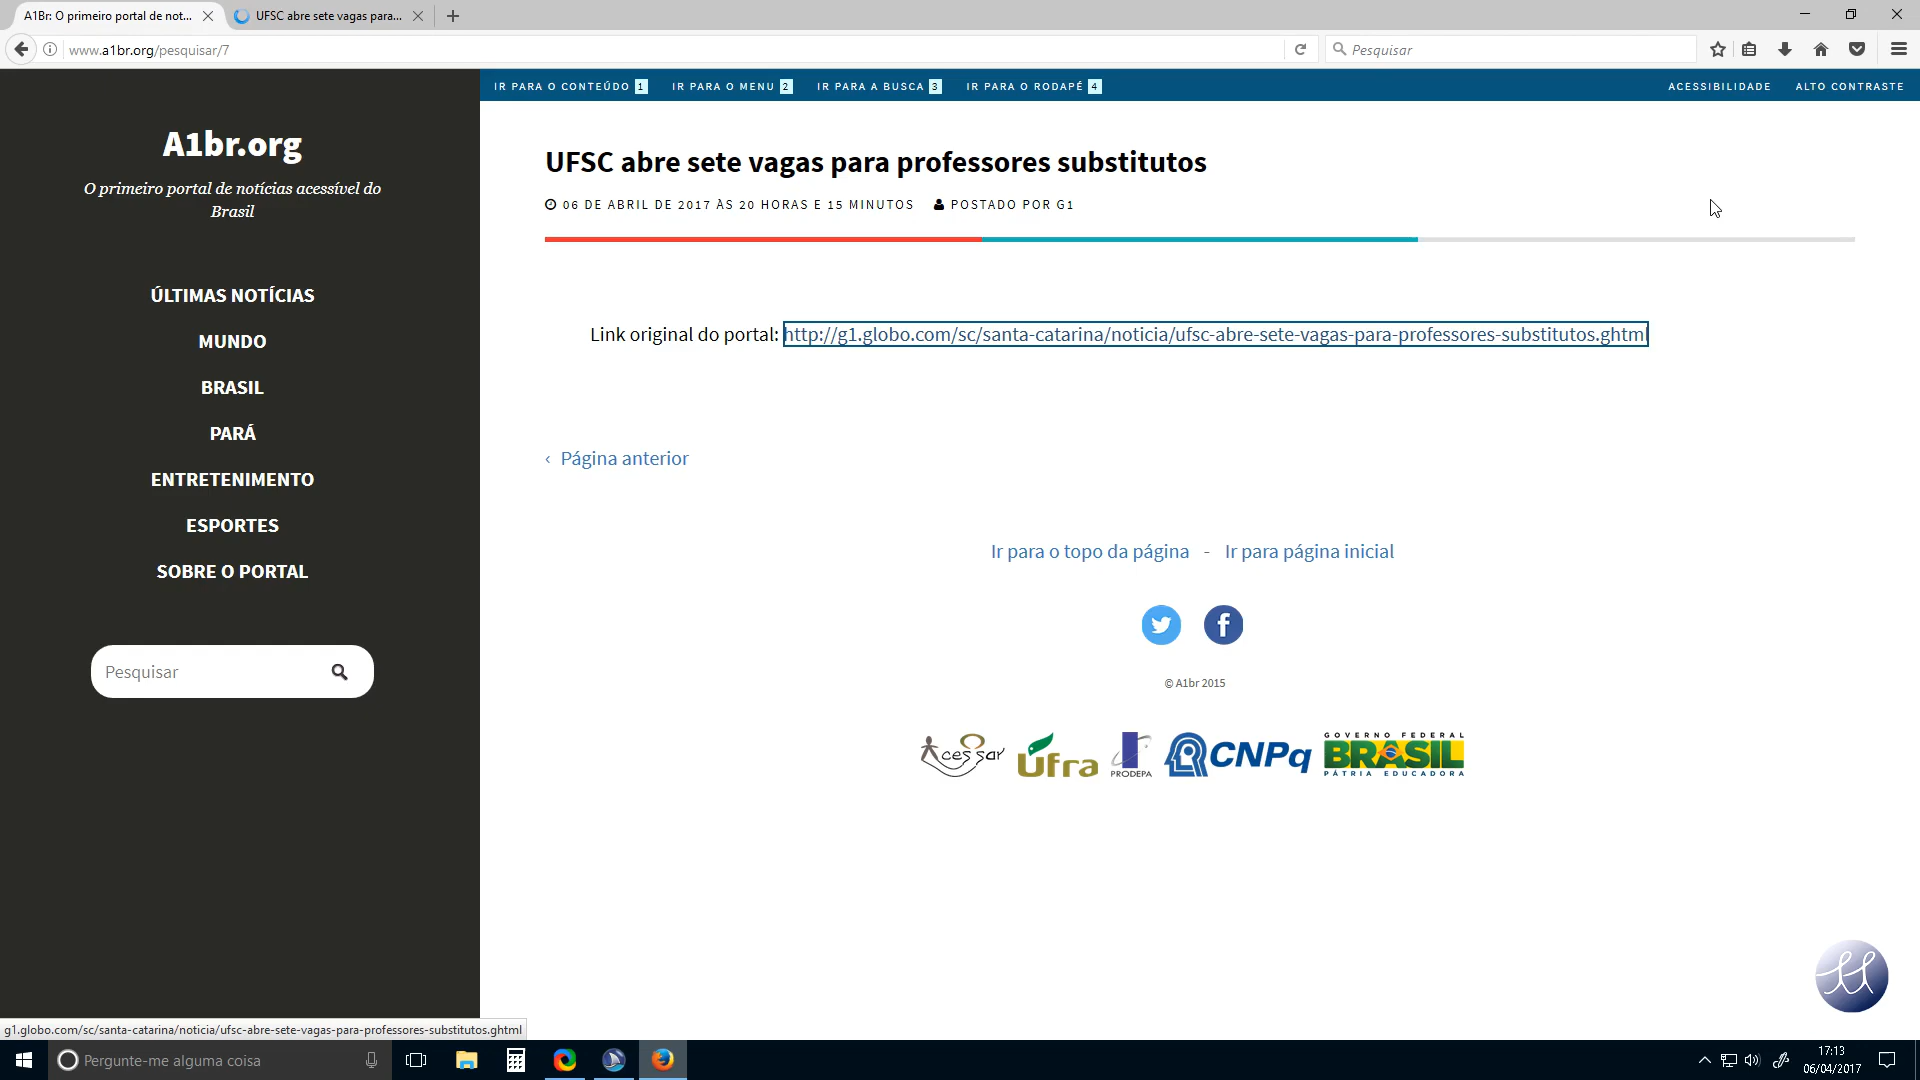 A1Br: O primeiro portal de not...
UFSC abre sete vagas para...
www.a1br.org/pesquisar/7
Pesquisar
IR PARA O CONTEÚDO 1
IR PARA O MENU 2
IR PARA A BUSCA 3
IR PARA O RODAPÉ 4
ACESSIBILIDADE
ALTO CONTRASTE
A1br.org
O primeiro portal de notícias acessível do
Brasil
ÚLTIMAS NOTÍCIAS
MUNDO
BRASIL
PARÁ
ENTRETENIMENTO
ESPORTES
SOBRE O PORTAL
Pesquisar
UFSC abre sete vagas para professores substitutos
06 DE ABRIL DE 2017 ÀS 20 HORAS E 15 MINUTOS POSTADO POR G1
Link original do portal: http://g1.globo.com/sc/santa-catarina/noticia/ufsc-abre-sete-vagas-para-professores-substitutos.ghtml
‹ Página anterior
Ir para o topo da página - Ir para página inicial
© A1br 2015
Acessar
Ufra
PRODEPA
CNPq
GOVERNO FEDERAL
BRASIL
PÁTRIA EDUCADORA
g1.globo.com/sc/santa-catarina/noticia/ufsc-abre-sete-vagas-para-professores-substitutos.ghtml
Pergunte-me alguma coisa
17:13
06/04/2017